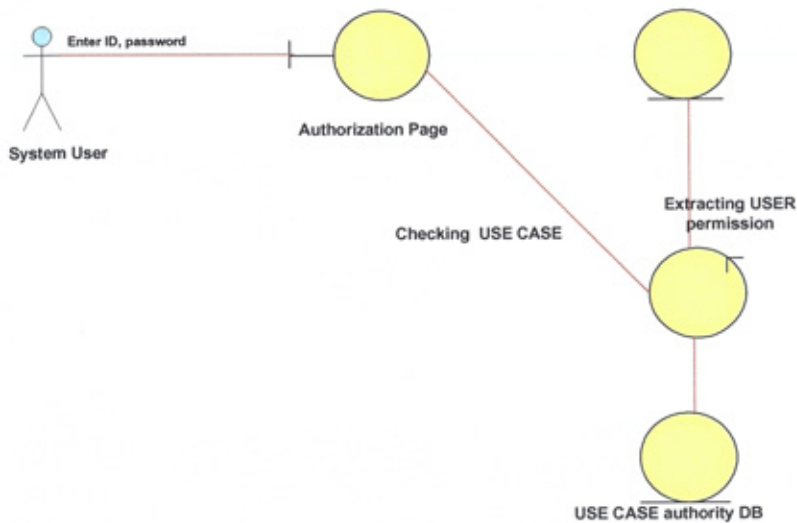 Enter ID, password
System User
Authorization Page
Checking USE CASE
Extracting USER
permission
USE CASE authority DB